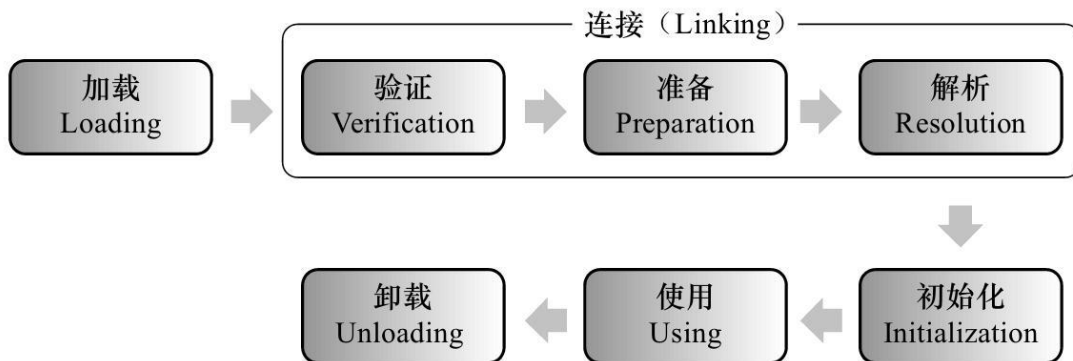 连接（Linking）
加载
Loading
验证
Verification
准备
Preparation
解析
Resolution
初始化
Initialization
使用
Using
卸载
Unloading